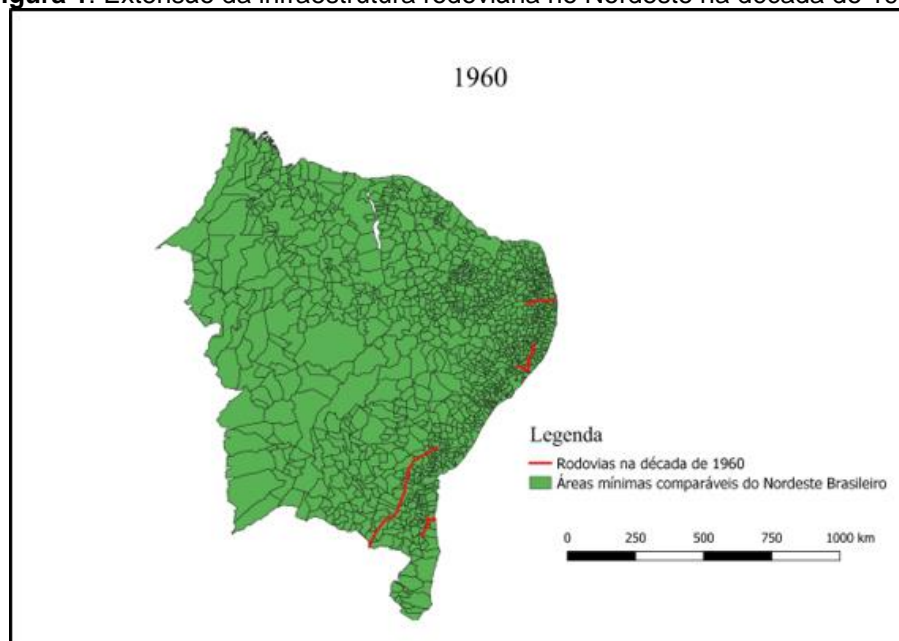 1. Extensão da infraestrutura rodoviária no Nordeste na década de
1960
Legenda
Rodovias na década de 1960
Áreas mínimas comparáveis do Nordeste Brasileiro
0 250 500 750 1000 km